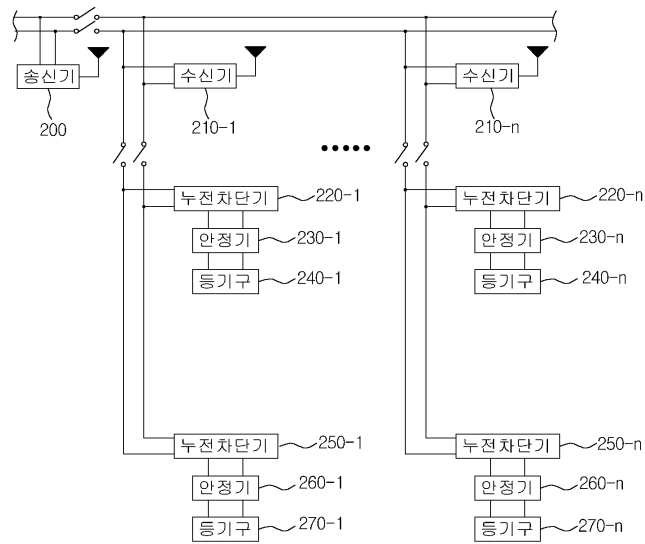 송신기
200
수신기
210-1
수신기
210-n
누전차단기
220-1
누전차단기
220-n
안정기
230-1
안정기
230-n
등기구
240-1
등기구
240-n
누전차단기
250-1
누전차단기
250-n
안정기
260-1
안정기
260-n
등기구
270-1
등기구
270-n